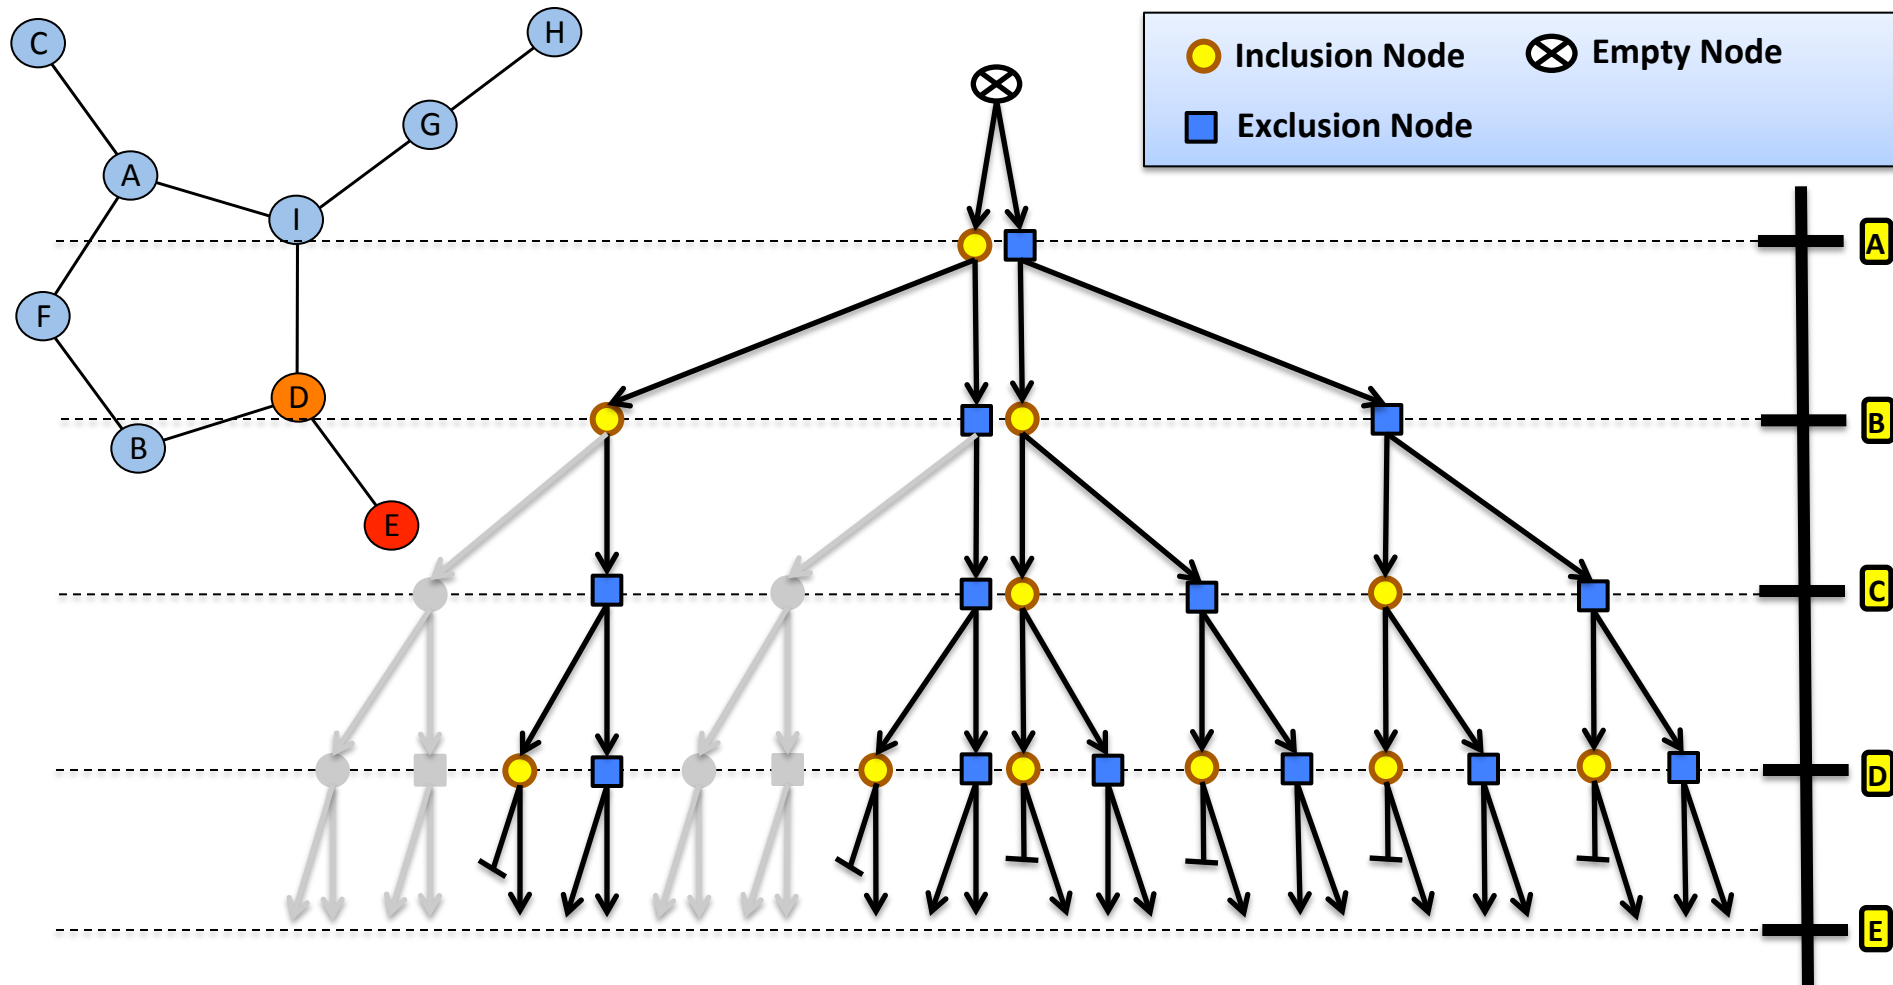 C
H
G
A
I
F
D
B
E
Inclusion Node
Empty Node
Exclusion Node
A
B
C
D
E